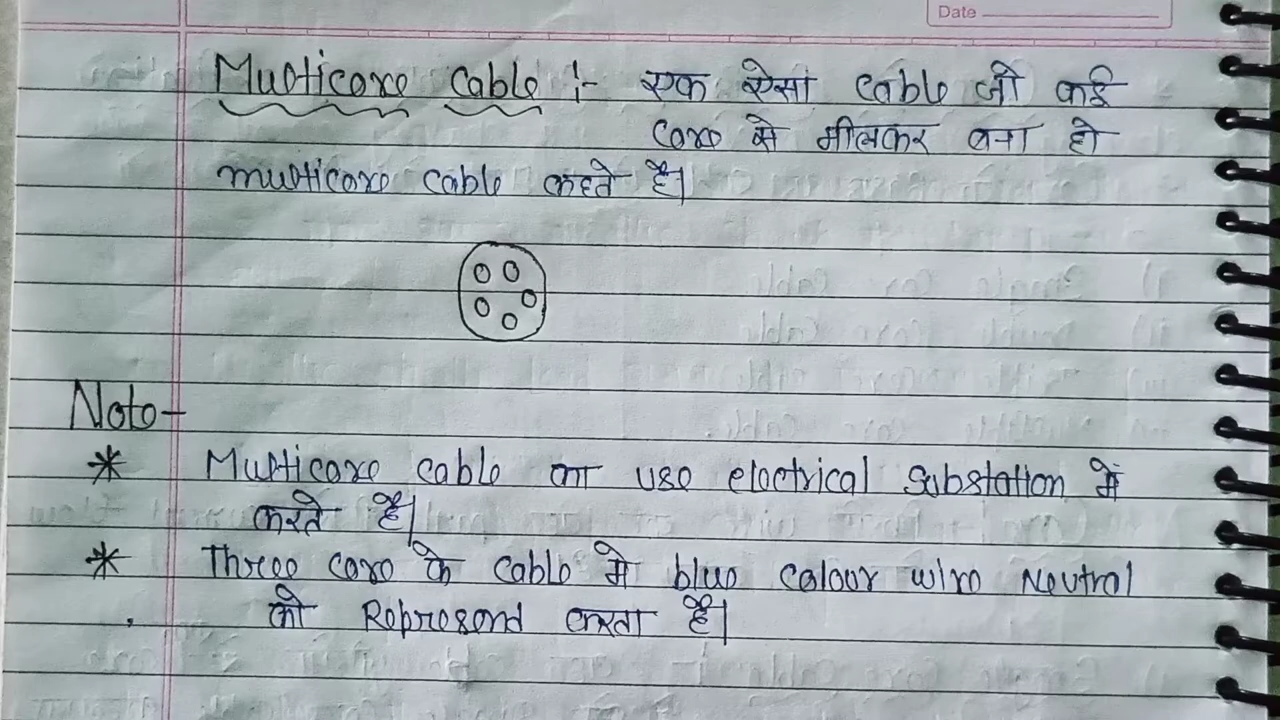 Date
Multicore Cable :- एक ऐसा cable जो कई
core से मीलकर बना हो
multicore cable कहते है।
Note-
* Multicore cable का use electrical Substation में
करते है।
* Three core के cable मे blue colour wire Neutral
को Represend करता है।